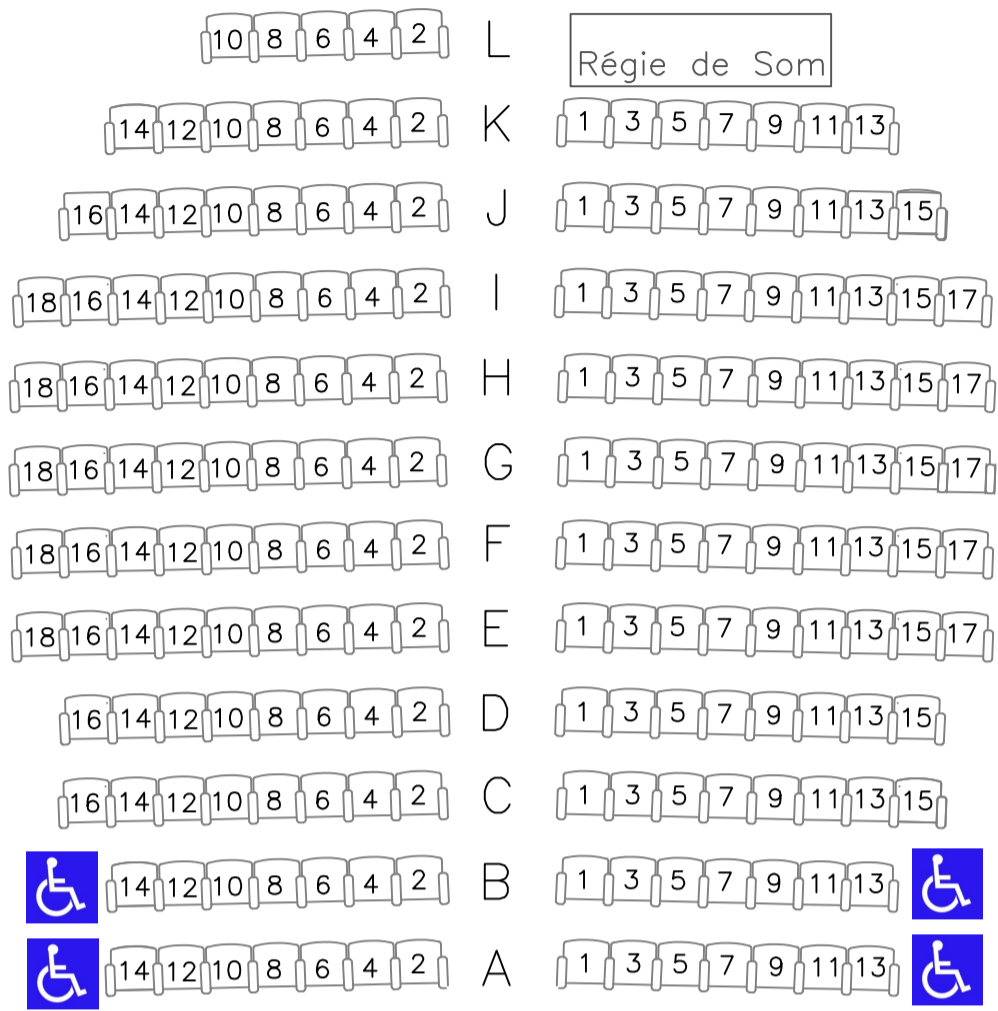 10 8 6 4 2 L Régie de Som
14 12 10 8 6 4 2 K 1 3 5 7 9 11 13
16 14 12 10 8 6 4 2 J 1 3 5 7 9 11 13 15
18 16 14 12 10 8 6 4 2 I 1 3 5 7 9 11 13 15 17
18 16 14 12 10 8 6 4 2 H 1 3 5 7 9 11 13 15 17
18 16 14 12 10 8 6 4 2 G 1 3 5 7 9 11 13 15 17
18 16 14 12 10 8 6 4 2 F 1 3 5 7 9 11 13 15 17
18 16 14 12 10 8 6 4 2 E 1 3 5 7 9 11 13 15 17
16 14 12 10 8 6 4 2 D 1 3 5 7 9 11 13 15
16 14 12 10 8 6 4 2 C 1 3 5 7 9 11 13 15
14 12 10 8 6 4 2 B 1 3 5 7 9 11 13
14 12 10 8 6 4 2 A 1 3 5 7 9 11 13